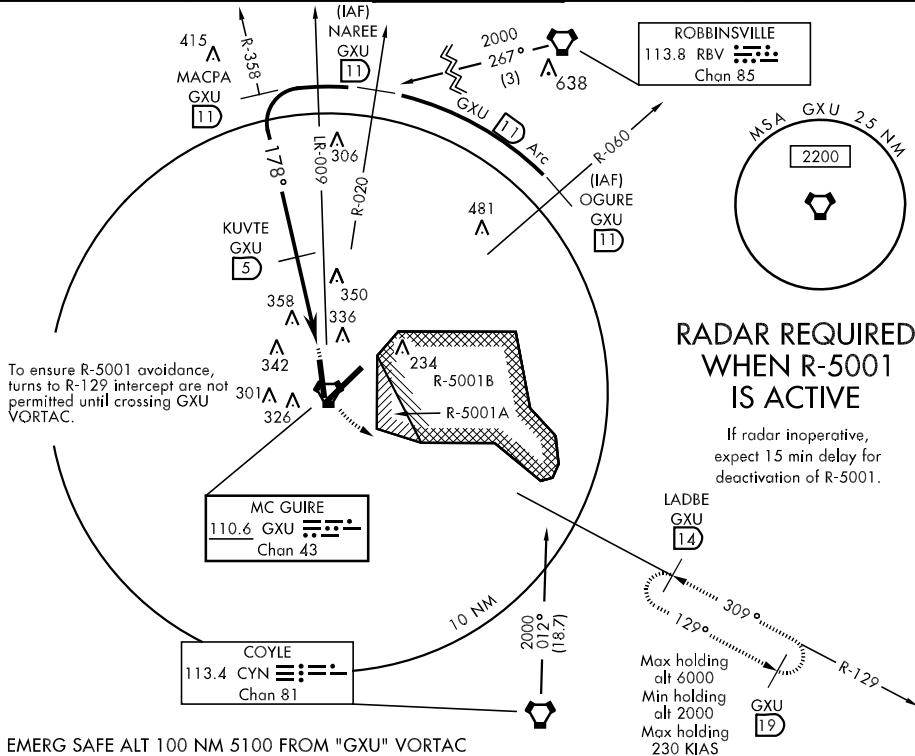 (IAF)
NAREE
GXU
11
415
R-358
MACPA
GXU
11
2000
267°
(3)
638
ROBBINSVILLE
113.8 RBV
Chan 85
GXU 11 Arc
R-060
MSA GXU 25 NM
2200
178°
LR-009
306
R-020
(IAF)
OGURE
GXU
11
481
KUVTE
GXU
5
350
358
336
342
301
326
234
R-5001B
R-5001A
RADAR REQUIRED
WHEN R-5001
IS ACTIVE
If radar inoperative,
expect 15 min delay for
deactivation of R-5001.
To ensure R-5001 avoidance,
turns to R-129 intercept are not
permitted until crossing GXU
VORTAC.
MC GUIRE
110.6 GXU
Chan 43
LADBE
GXU
14
309°
129°
R-129
10 NM
2000
012°
(18.7)
COYLE
113.4 CYN
Chan 81
Max holding
alt 6000
Min holding
alt 2000
Max holding
230 KIAS
GXU
19
EMERG SAFE ALT 100 NM 5100 FROM "GXU" VORTAC